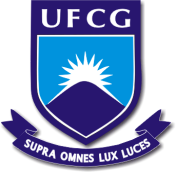 UFCG
SUPRA OMNES LUX LUCES